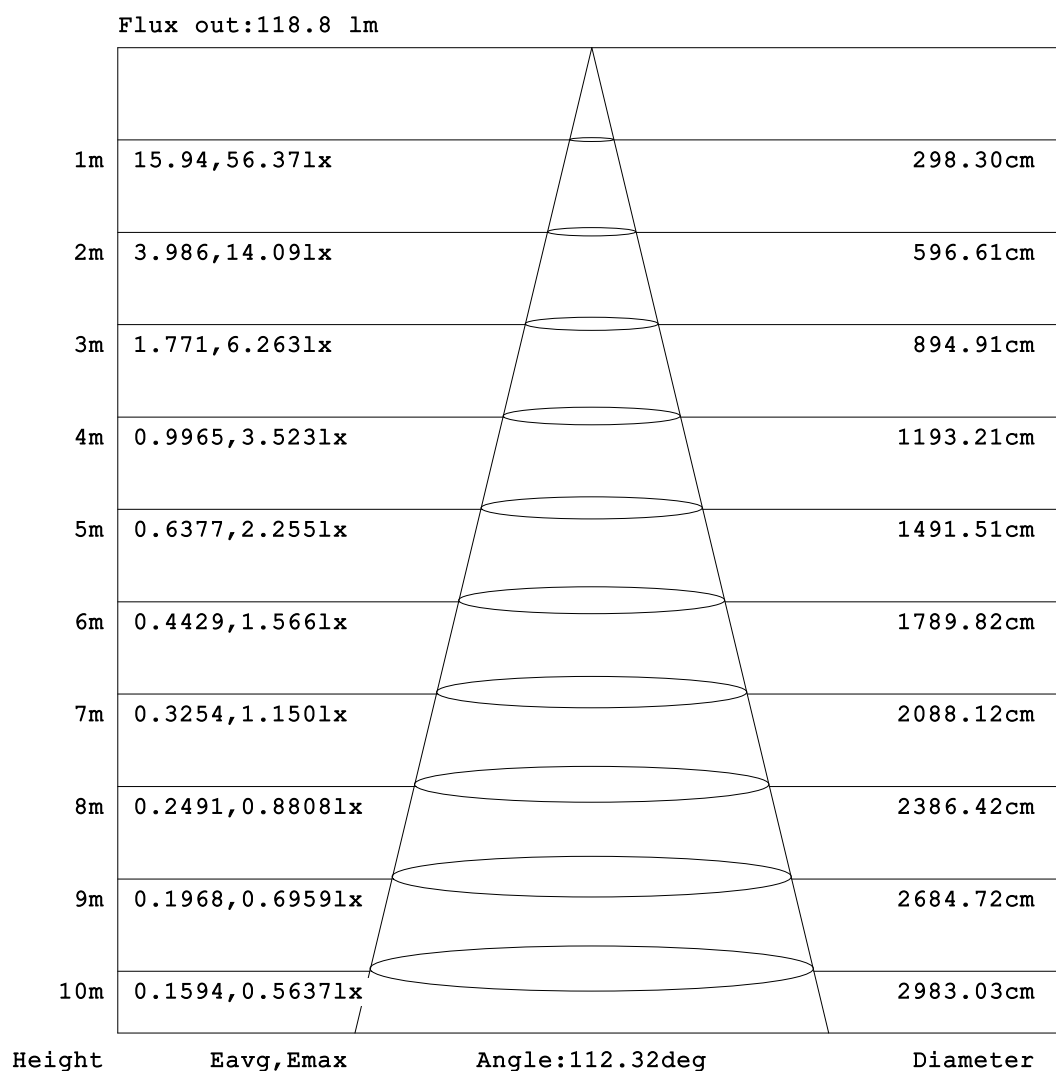 Flux out:118.8 lm
1m 15.94,56.37lx 298.30cm
2m 3.986,14.09lx 596.61cm
3m 1.771,6.263lx 894.91cm
4m 0.9965,3.523lx 1193.21cm
5m 0.6377,2.255lx 1491.51cm
6m 0.4429,1.566lx 1789.82cm
7m 0.3254,1.150lx 2088.12cm
8m 0.2491,0.8808lx 2386.42cm
9m 0.1968,0.6959lx 2684.72cm
10m 0.1594,0.5637lx 2983.03cm
Height Eavg,Emax Angle:112.32deg Diameter